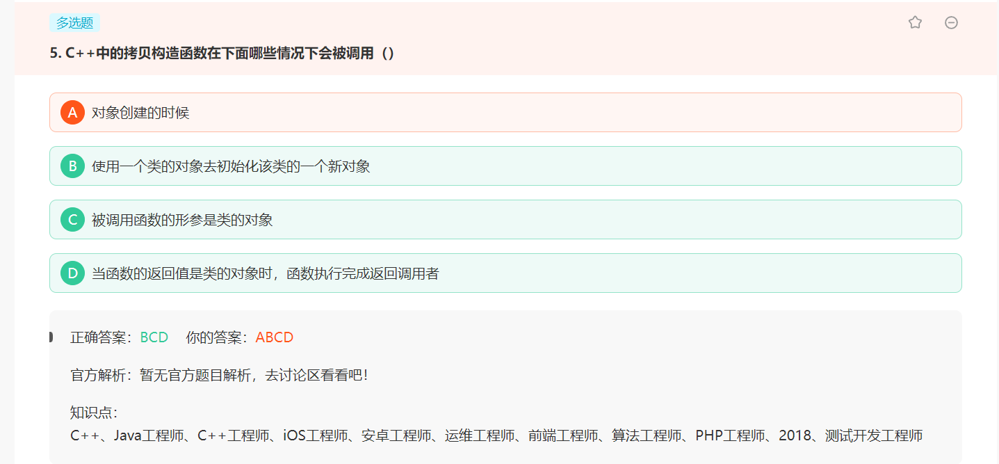 多选题
5. C++中的拷贝构造函数在下面哪些情况下会被调用（）
A 对象创建的时候
B 使用一个类的对象去初始化该类的一个新对象
C 被调用函数的形参是类的对象
D 当函数的返回值是类的对象时，函数执行完成返回调用者
正确答案：BCD 你的答案：ABCD
官方解析：暂无官方题目解析，去讨论区看看吧！
知识点：
C++、Java工程师、C++工程师、iOS工程师、安卓工程师、运维工程师、前端工程师、算法工程师、PHP工程师、2018、测试开发工程师